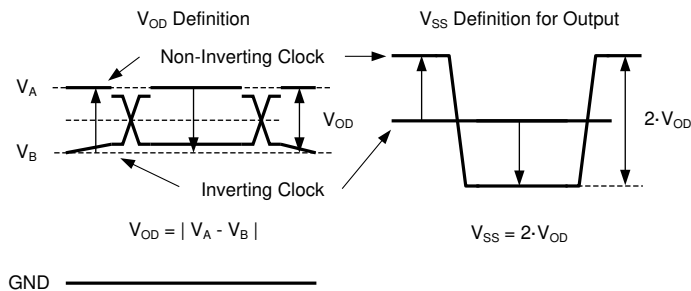 V_OD Definition
V_SS Definition for Output
Non-Inverting Clock
V_A
V_OD
2·V_OD
V_B
Inverting Clock
V_OD = | V_A - V_B |
V_SS = 2·V_OD
GND